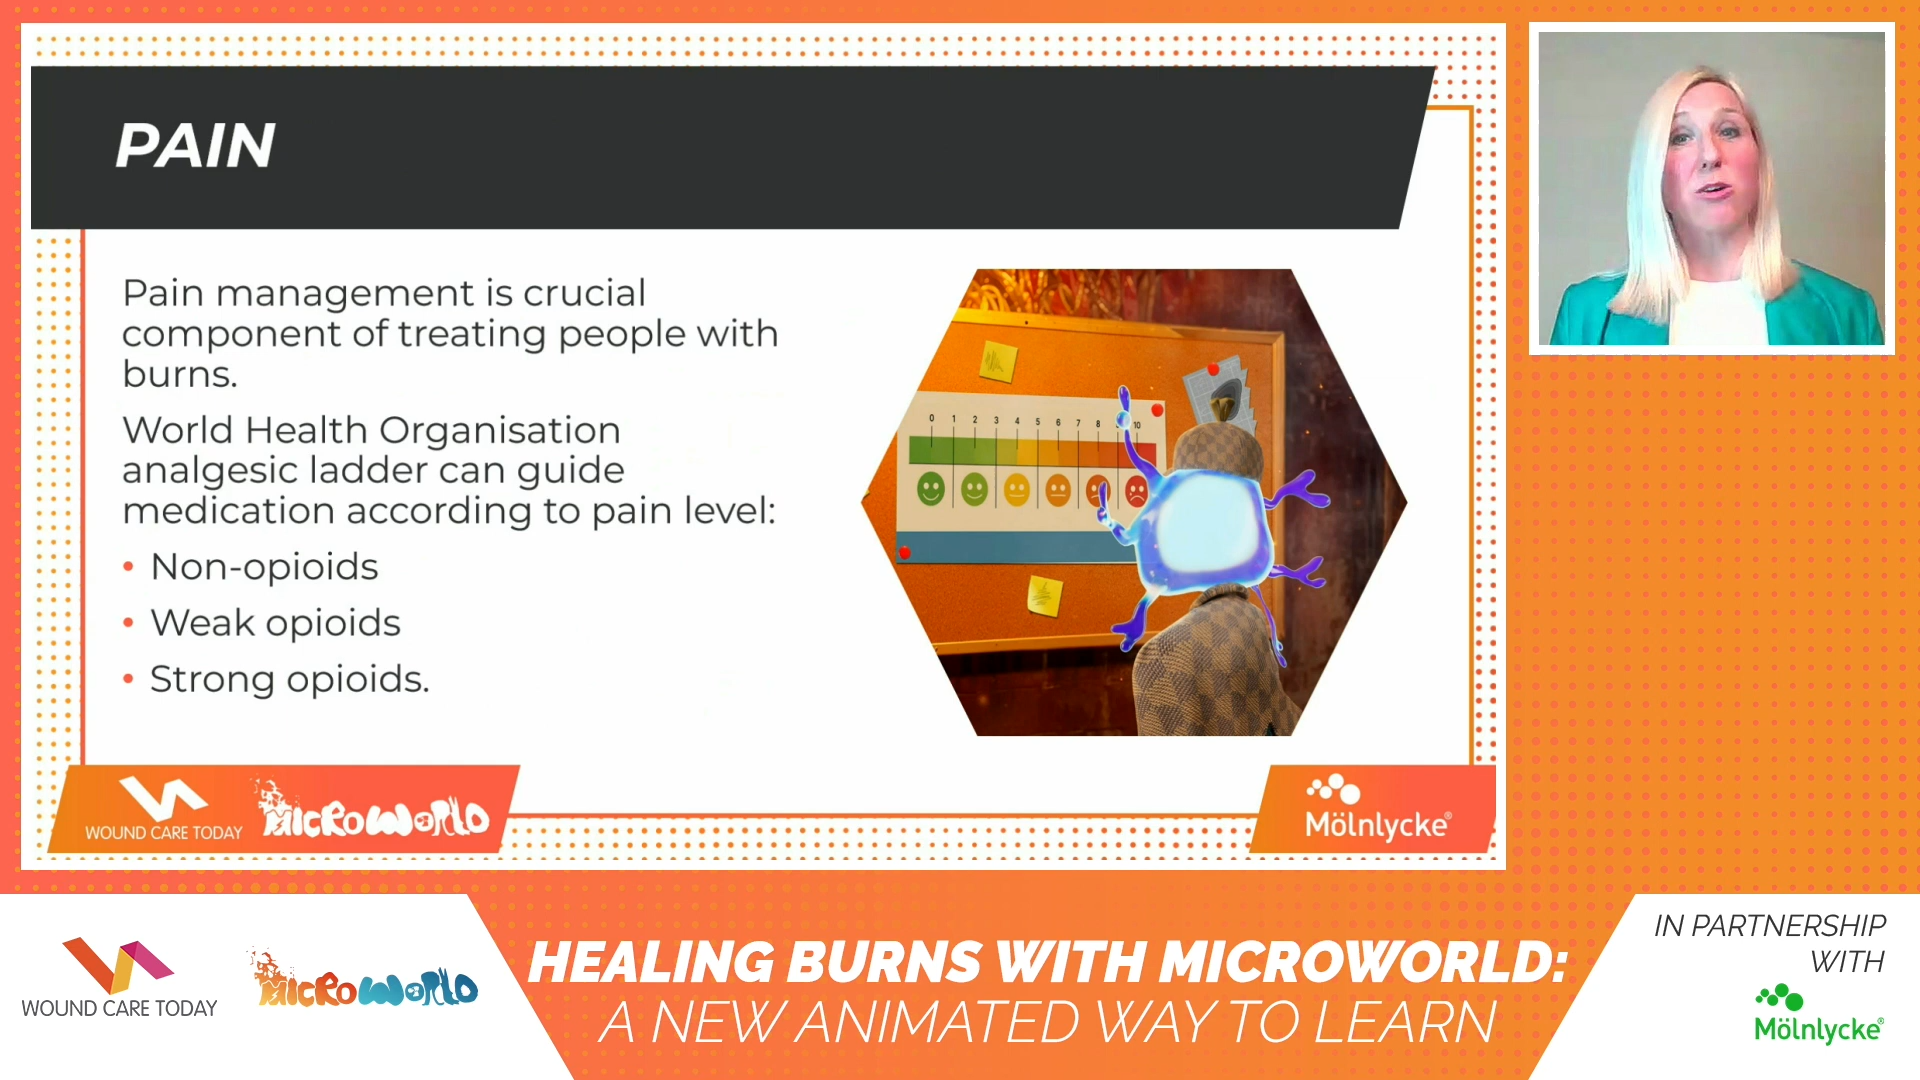 PAIN
Pain management is crucial
component of treating people with
burns.
World Health Organisation
analgesic ladder can guide
medication according to pain level:
• Non-opioids
• Weak opioids
• Strong opioids.
0 1 2 3 4 5 6 7 8 9 10
WOUND CARE TODAY
MICROWORLD
Mölnlycke®
WOUND CARE TODAY
MICROWORLD
HEALING BURNS WITH MICROWORLD:
A NEW ANIMATED WAY TO LEARN
IN PARTNERSHIP
WITH
Mölnlycke®